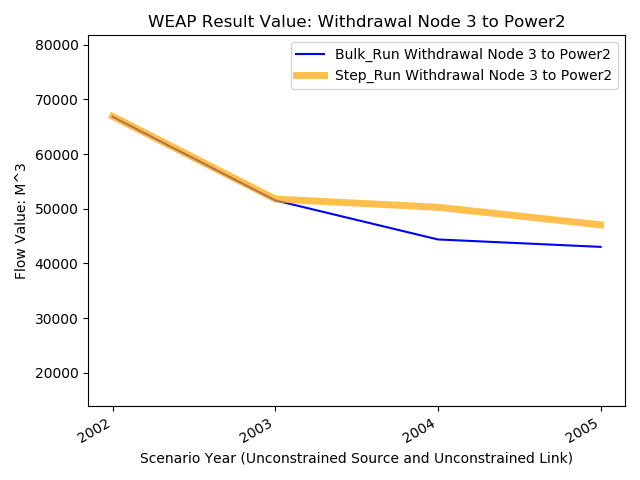 WEAP Result Value: Withdrawal Node 3 to Power2
Bulk_Run Withdrawal Node 3 to Power2
Step_Run Withdrawal Node 3 to Power2
Flow Value: M^3
80000
70000
60000
50000
40000
30000
20000
2002
2003
2004
2005
Scenario Year (Unconstrained Source and Unconstrained Link)